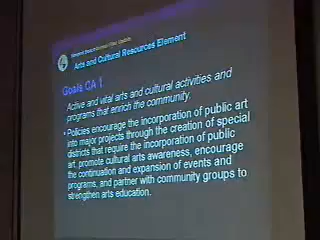 Arts and Cultural Resources Element
Goals CA 1
Active and vital arts and cultural activities and
programs that enrich the community.
• Policies encourage the incorporation of public art
into major projects through the creation of special
districts that require the incorporation of public
art, promote cultural arts awareness, encourage
the continuation and expansion of events and
programs, and partner with community groups to
strengthen arts education.